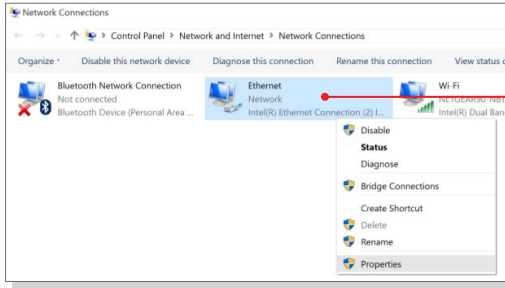 Network Connections
Control Panel > Network and Internet > Network Connections
Organize Disable this network device Diagnose this connection Rename this connection View status
Bluetooth Network Connection
Not connected
Bluetooth Device (Personal Area ...
Ethernet
Network
Intel(R) Ethernet Connection (2) I...
Wi-Fi
Intel(R) Dual Ban
Disable
Status
Diagnose
Bridge Connections
Create Shortcut
Delete
Rename
Properties